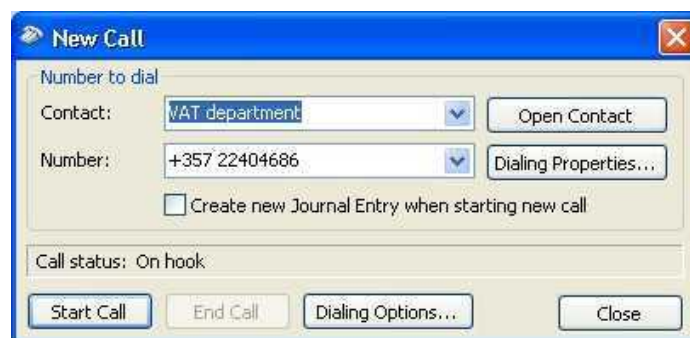 New Call
Number to dial
Contact: VAT department Open Contact
Number: +357 22404686 Dialing Properties...
Create new Journal Entry when starting new call
Call status: On hook
Start Call End Call Dialing Options... Close